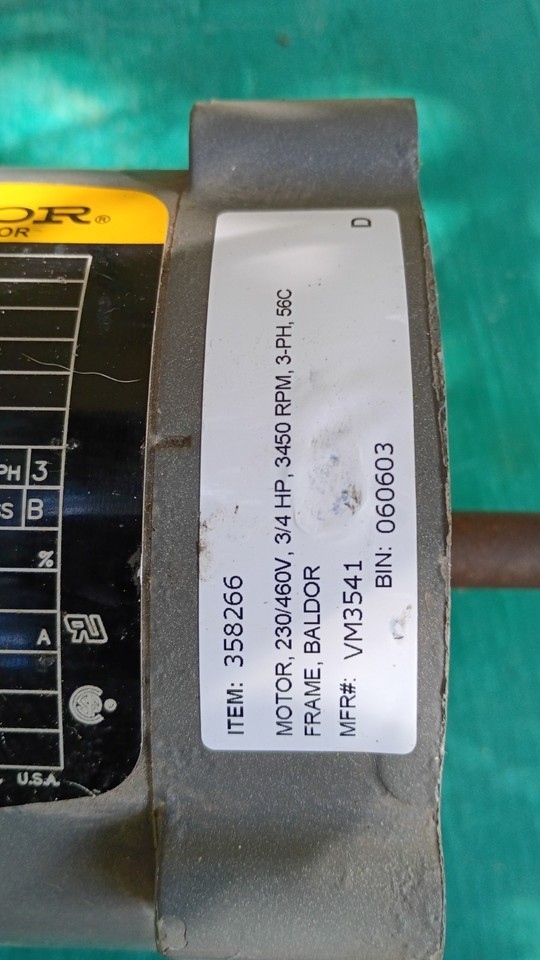 OR®
OR
PH 3
S B
%
A
U.S.A.
D
ITEM: 358266
MOTOR, 230/460V, 3/4 HP, 3450 RPM, 3-PH, 56C
FRAME, BALDOR
MFR#: VM3541
BIN: 060603